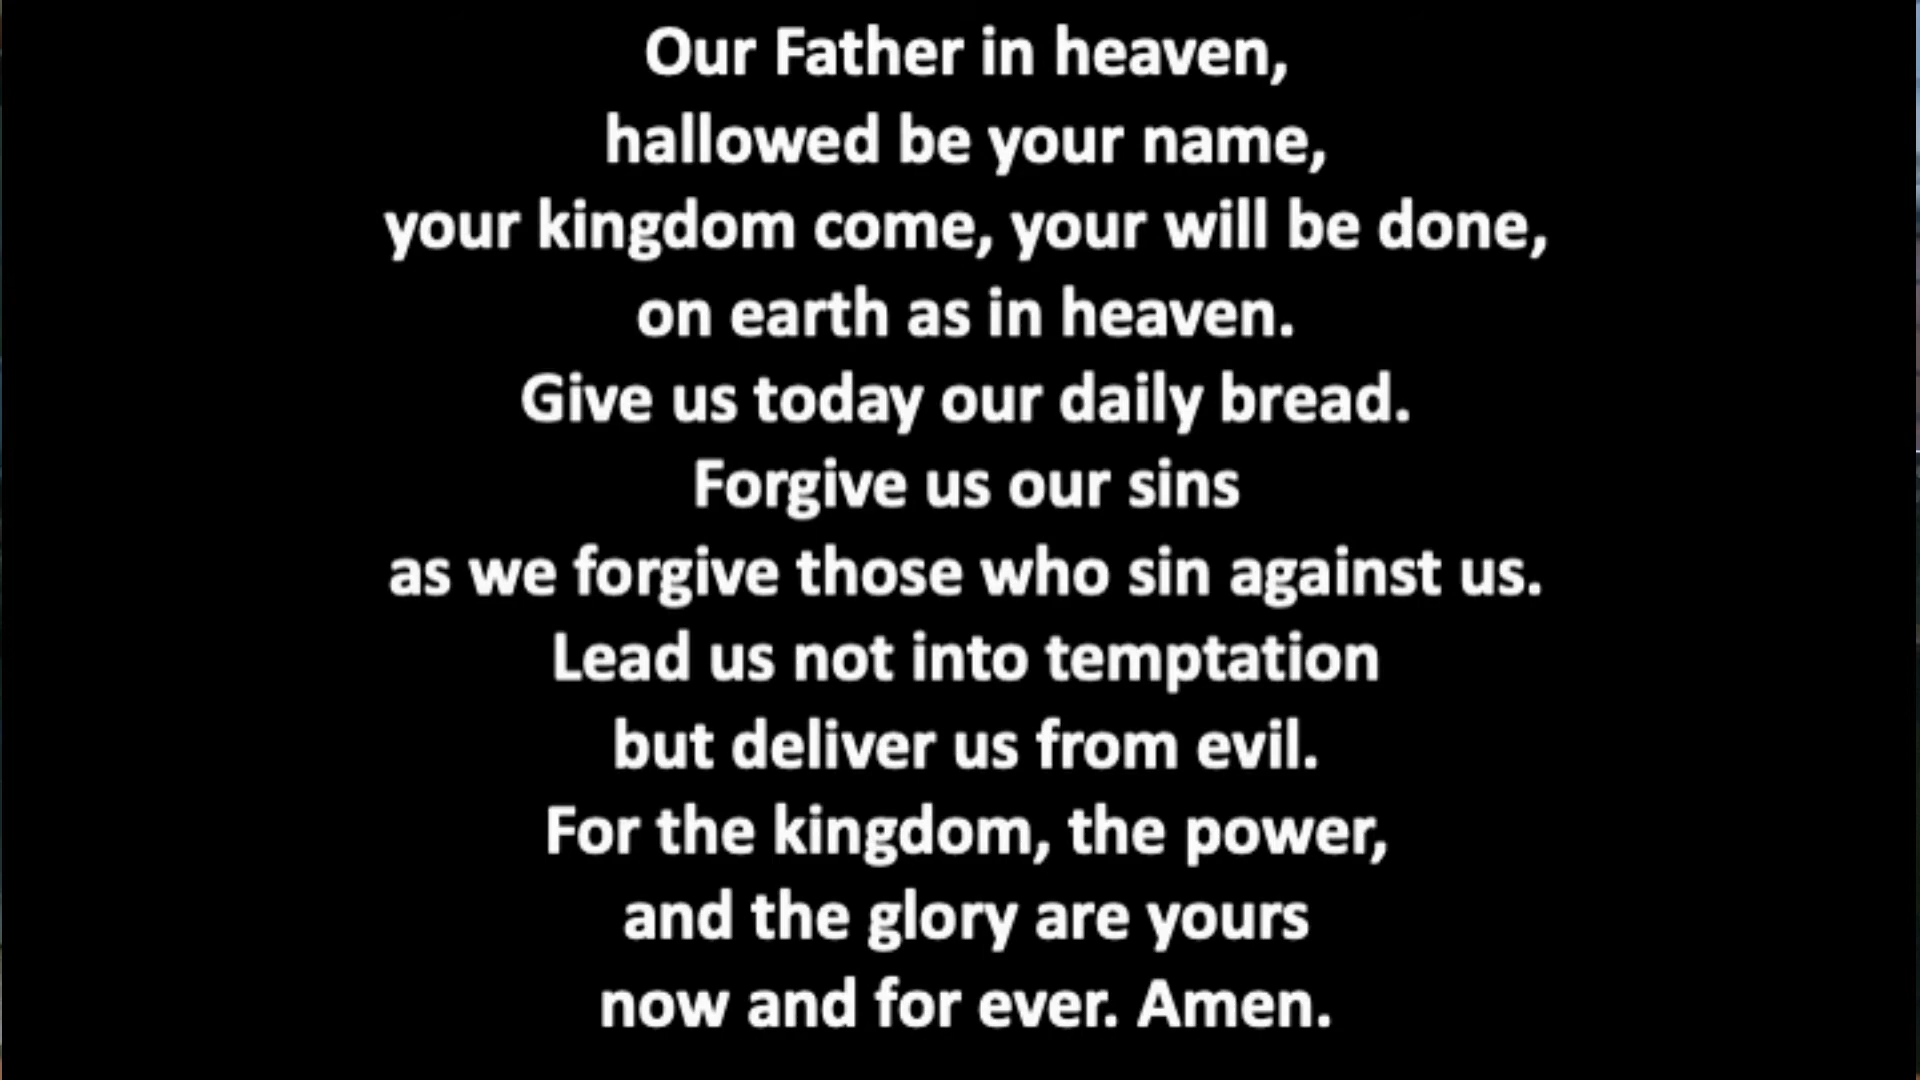 Our Father in heaven,
hallowed be your name,
your kingdom come, your will be done,
on earth as in heaven.
Give us today our daily bread.
Forgive us our sins
as we forgive those who sin against us.
Lead us not into temptation
but deliver us from evil.
For the kingdom, the power,
and the glory are yours
now and for ever. Amen.